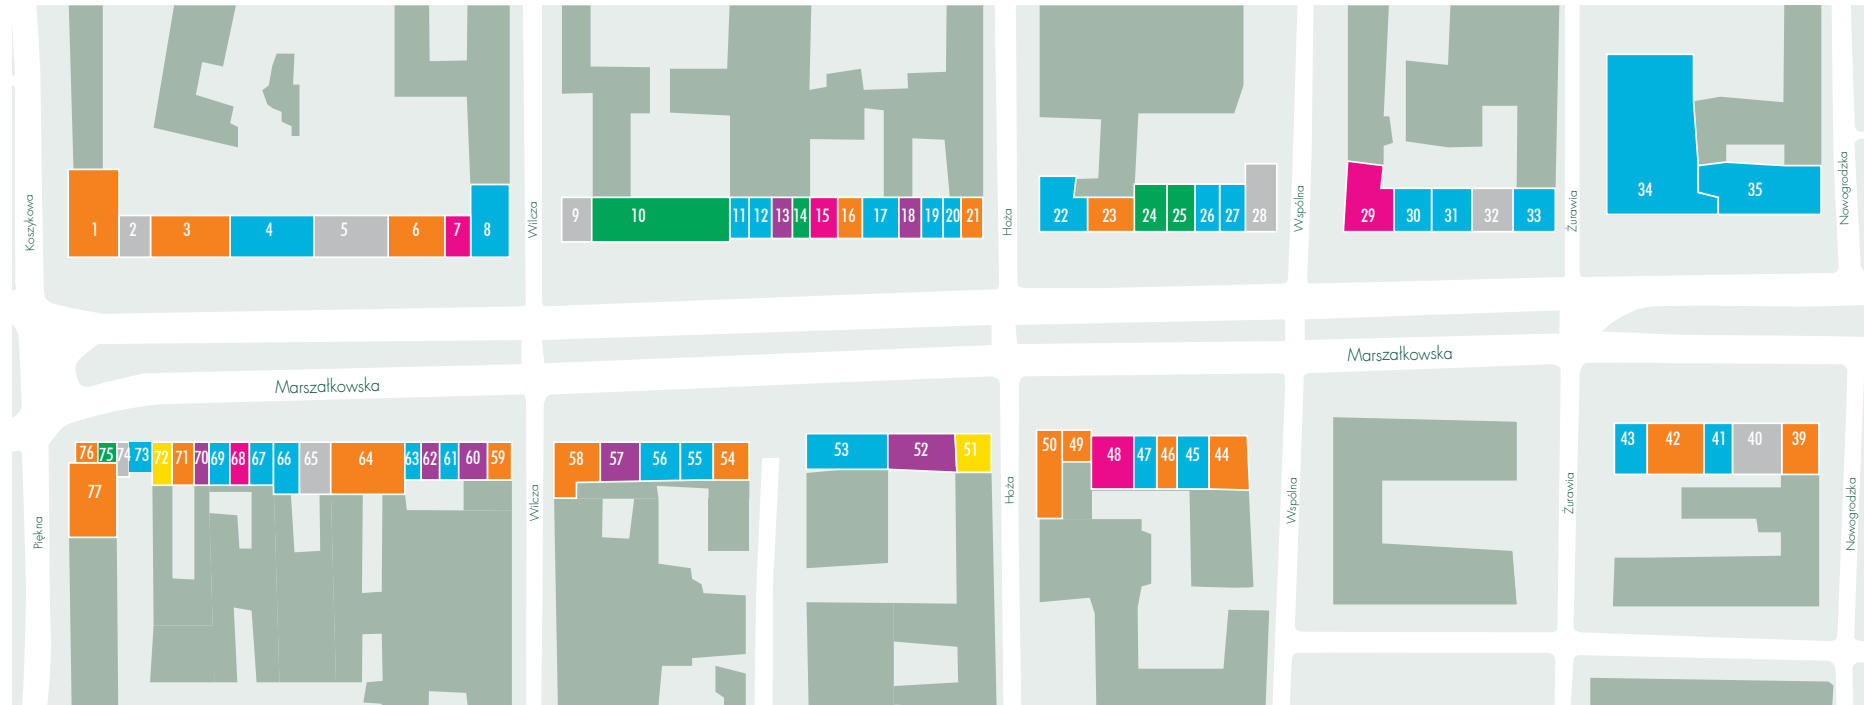 Koszykowa
1 2 3 4 5 6 7 8
Wilcza
9 10 11 12 13 14 15 16 17 18 19 20 21
Hoża
22 23 24 25 26 27 28
Wspólna
29 30 31 32 33
Żurawia
34 35
Nowogrodzka
Marszałkowska
Marszałkowska
Piękna
76 75 74 73 72 71 70 69 68 67 66 65 64 63 62 61 60 59
77
Wilcza
58 57 56 55 54
53 52 51
Hoża
50 49 48 47 46 45 44
Wspólna
Żurawia
43 42 41 40 39
Nowogrodzka